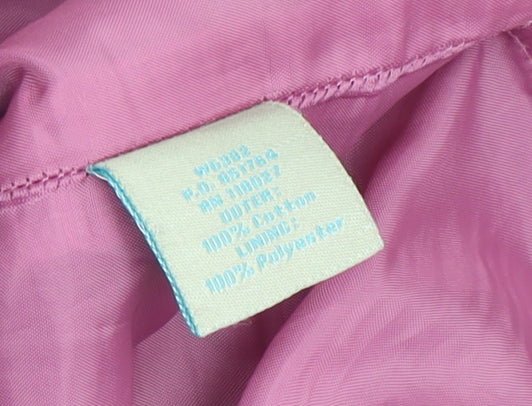 W6302
P.O. 051764
RN 110027
OUTER:
100% Cotton
LINING:
100% Polyester